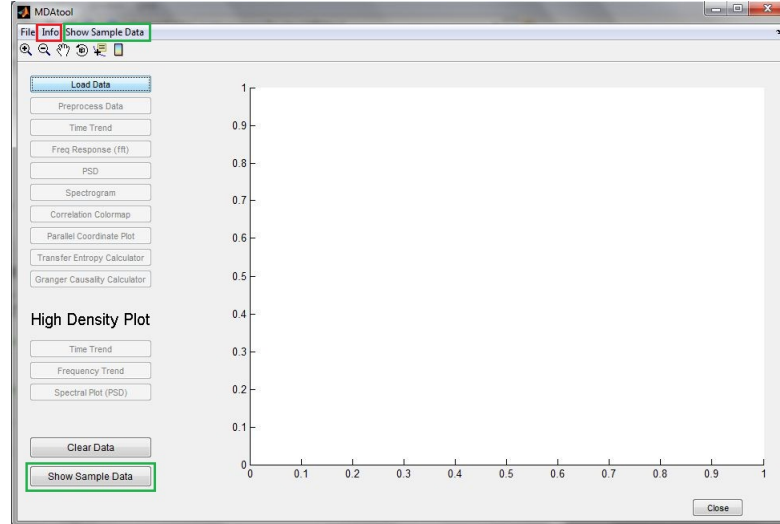 MDAtool
File Info Show Sample Data
Load Data
Preprocess Data
Time Trend
Freq Response (fft)
PSD
Spectrogram
Correlation Colormap
Parallel Coordinate Plot
Transfer Entropy Calculator
Granger Causality Calculator
High Density Plot
Time Trend
Frequency Trend
Spectral Plot (PSD)
Clear Data
Show Sample Data
1
0.9
0.8
0.7
0.6
0.5
0.4
0.3
0.2
0.1
0
0 0.1 0.2 0.3 0.4 0.5 0.6 0.7 0.8 0.9 1
Close